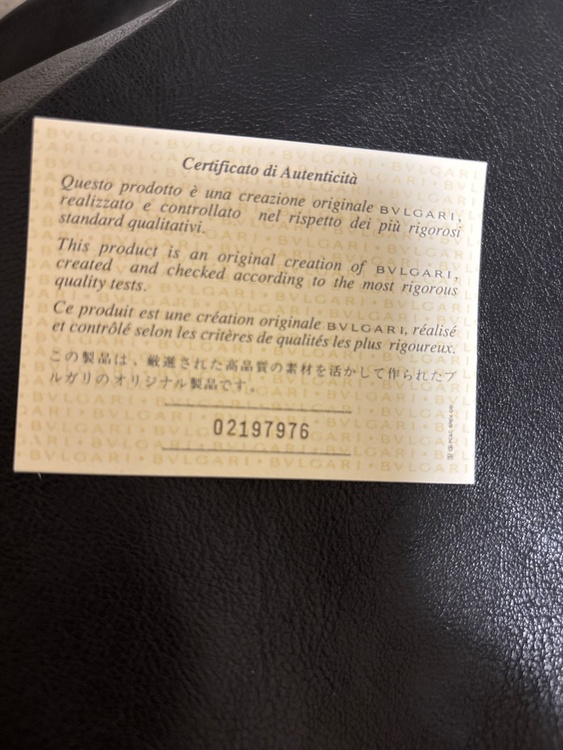 Certificato di Autenticità
Questo prodotto è una creazione originale BVLGARI,
realizzato e controllato nel rispetto dei più rigorosi
standard qualitativi.
This product is an original creation of BVLGARI,
created and checked according to the most rigorous
quality tests.
Ce produit est une création originale BVLGARI, réalisé
et contrôlé selon les critères de qualités les plus rigoureux.
この製品は、厳選された高品質の素材を活かして作られたブ
ルガリのオリジナル製品です。
02197976